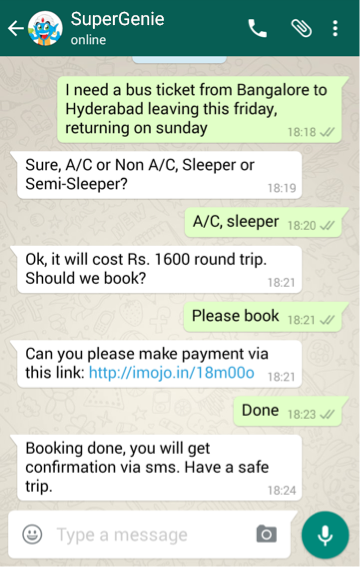 SuperGenie
online
I need a bus ticket from Bangalore to
Hyderabad leaving this friday,
returning on sunday
18:18
Sure, A/C or Non A/C, Sleeper or
Semi-Sleeper?
18:19
A/C, sleeper 18:20
Ok, it will cost Rs. 1600 round trip.
Should we book?
18:21
Please book 18:21
Can you please make payment via
this link: http://imojo.in/18m00o 18:21
Done 18:23
Booking done, you will get
confirmation via sms. Have a safe
trip.
18:24
Type a message